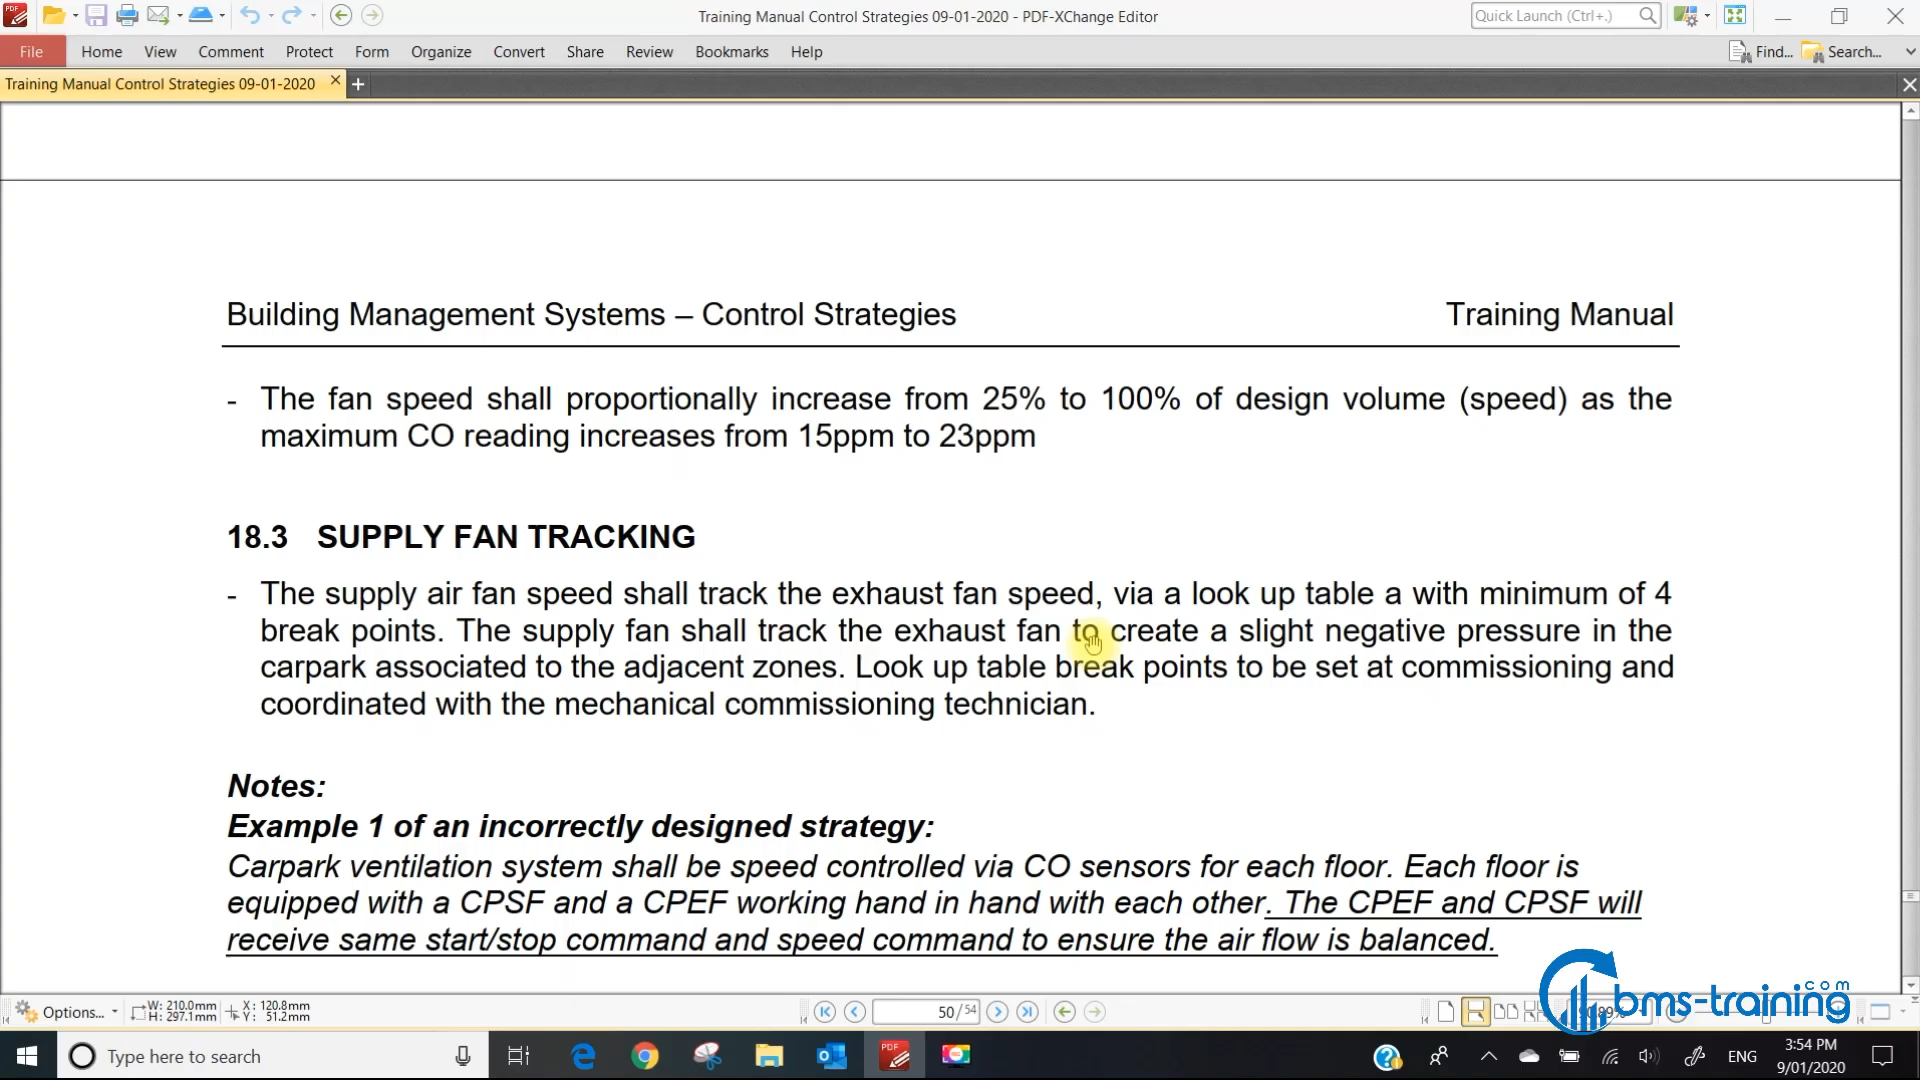 Training Manual Control Strategies 09-01-2020 - PDF-XChange Editor
Quick Launch (Ctrl+.)
File Home View Comment Protect Form Organize Convert Share Review Bookmarks Help
Find... Search...
Training Manual Control Strategies 09-01-2020
Building Management Systems – Control Strategies Training Manual
- The fan speed shall proportionally increase from 25% to 100% of design volume (speed) as the
maximum CO reading increases from 15ppm to 23ppm
18.3 SUPPLY FAN TRACKING
- The supply air fan speed shall track the exhaust fan speed, via a look up table a with minimum of 4
break points. The supply fan shall track the exhaust fan to create a slight negative pressure in the
carpark associated to the adjacent zones. Look up table break points to be set at commissioning and
coordinated with the mechanical commissioning technician.
Notes:
Example 1 of an incorrectly designed strategy:
Carpark ventilation system shall be speed controlled via CO sensors for each floor. Each floor is
equipped with a CPSF and a CPEF working hand in hand with each other. The CPEF and CPSF will
receive same start/stop command and speed command to ensure the air flow is balanced.
Options... W: 210.0mm X: 120.8mm
H: 297.1mm Y: 51.2mm
50 / 54
bms-training.com
Type here to search
ENG
3:54 PM
9/01/2020